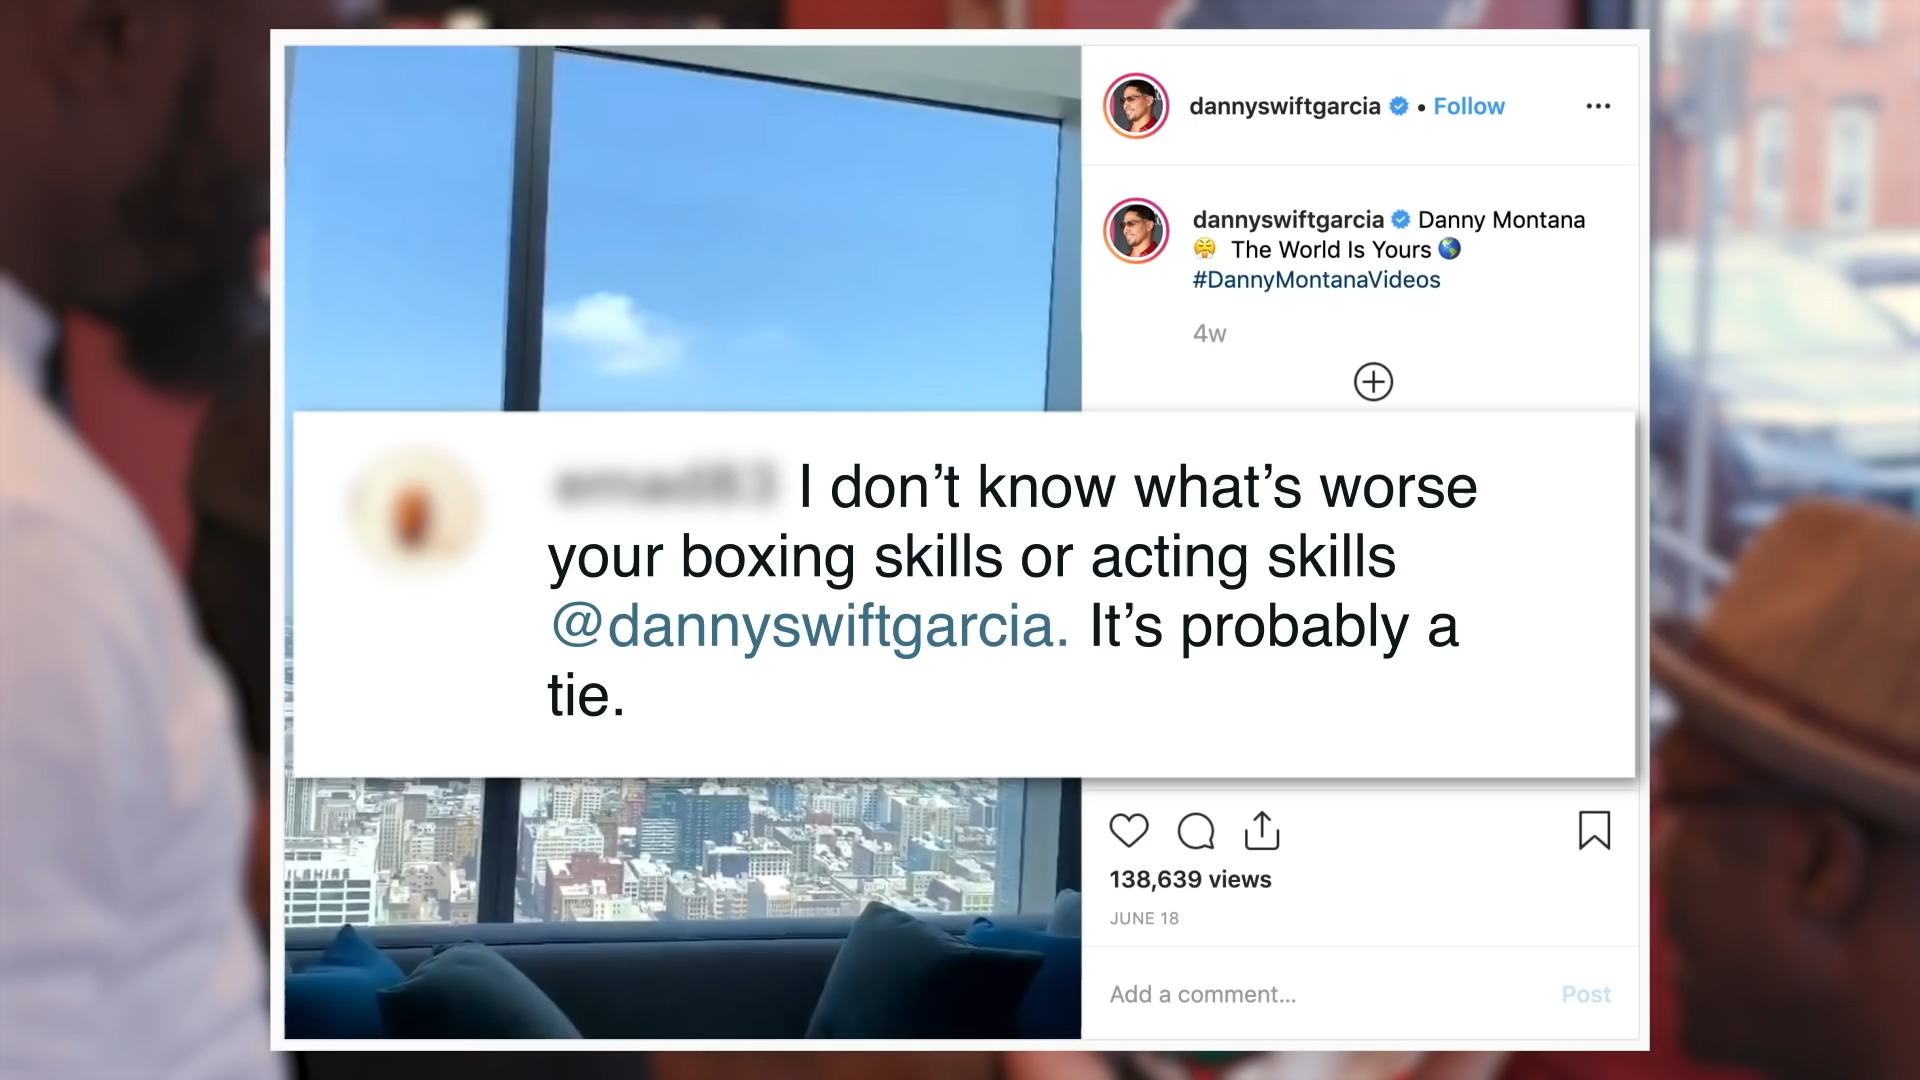 dannyswiftgarcia • Follow
dannyswiftgarcia Danny Montana
😤 The World Is Yours 🌎
#DannyMontanaVideos
4w
I don’t know what’s worse
your boxing skills or acting skills
@dannyswiftgarcia. It’s probably a
tie.
138,639 views
JUNE 18
Add a comment... Post